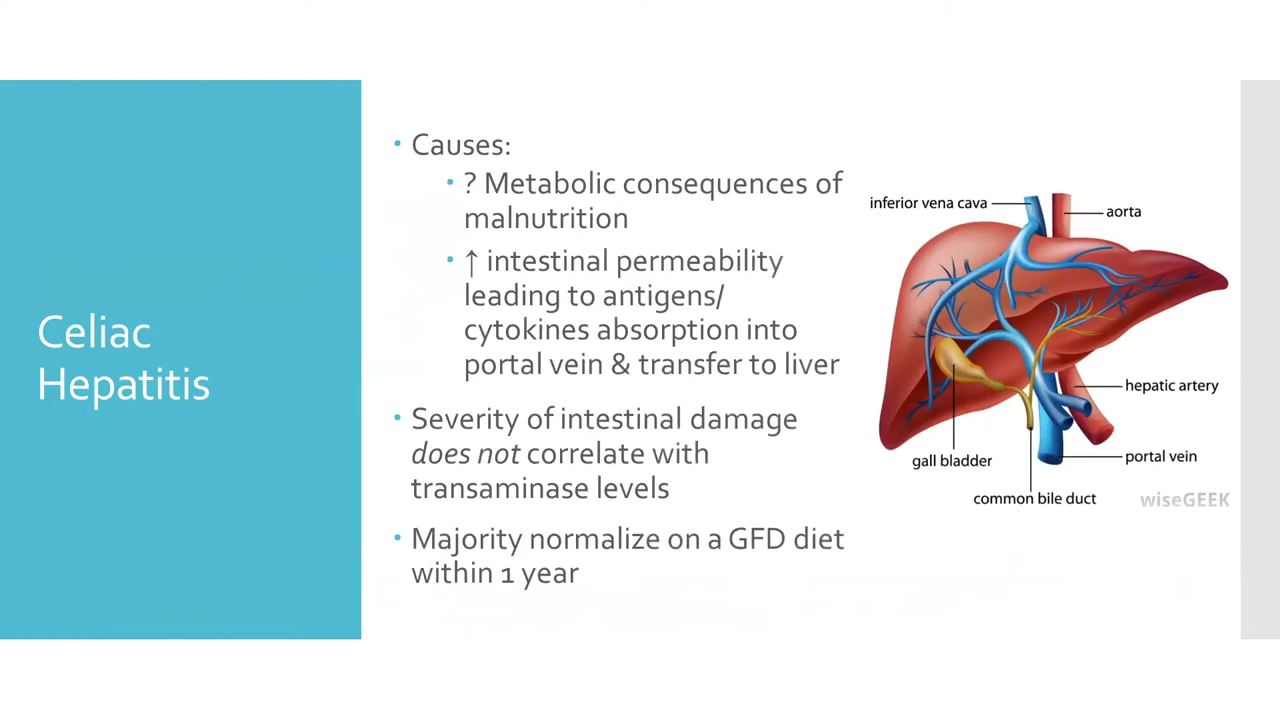 Celiac
Hepatitis
• Causes:
• ? Metabolic consequences of
malnutrition
• ↑ intestinal permeability
leading to antigens/
cytokines absorption into
portal vein & transfer to liver
• Severity of intestinal damage
does not correlate with
transaminase levels
• Majority normalize on a GFD diet
within 1 year
inferior vena cava
aorta
hepatic artery
gall bladder
portal vein
common bile duct
wiseGEEK